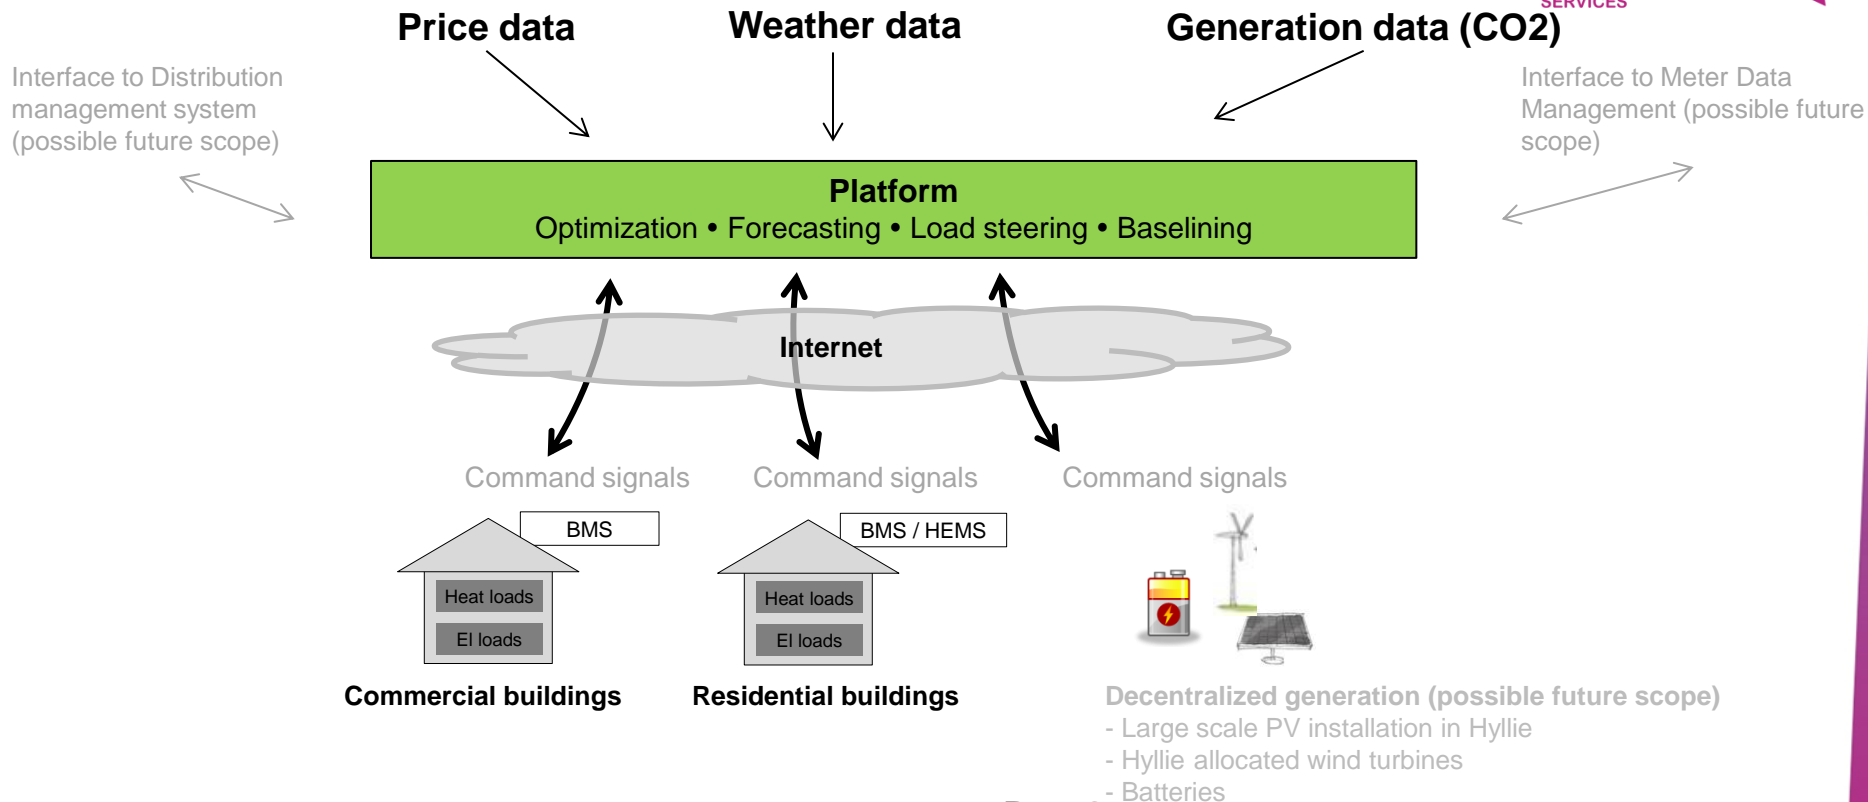 SERVICES
Price data
Weather data
Generation data (CO2)
Interface to Distribution
management system
(possible future scope)
Interface to Meter Data
Management (possible future
scope)
Platform
Optimization • Forecasting • Load steering • Baselining
Internet
Command signals
Command signals
Command signals
BMS
BMS / HEMS
Heat loads
El loads
Heat loads
El loads
Commercial buildings
Residential buildings
Decentralized generation (possible future scope)
- Large scale PV installation in Hyllie
- Hyllie allocated wind turbines
- Batteries